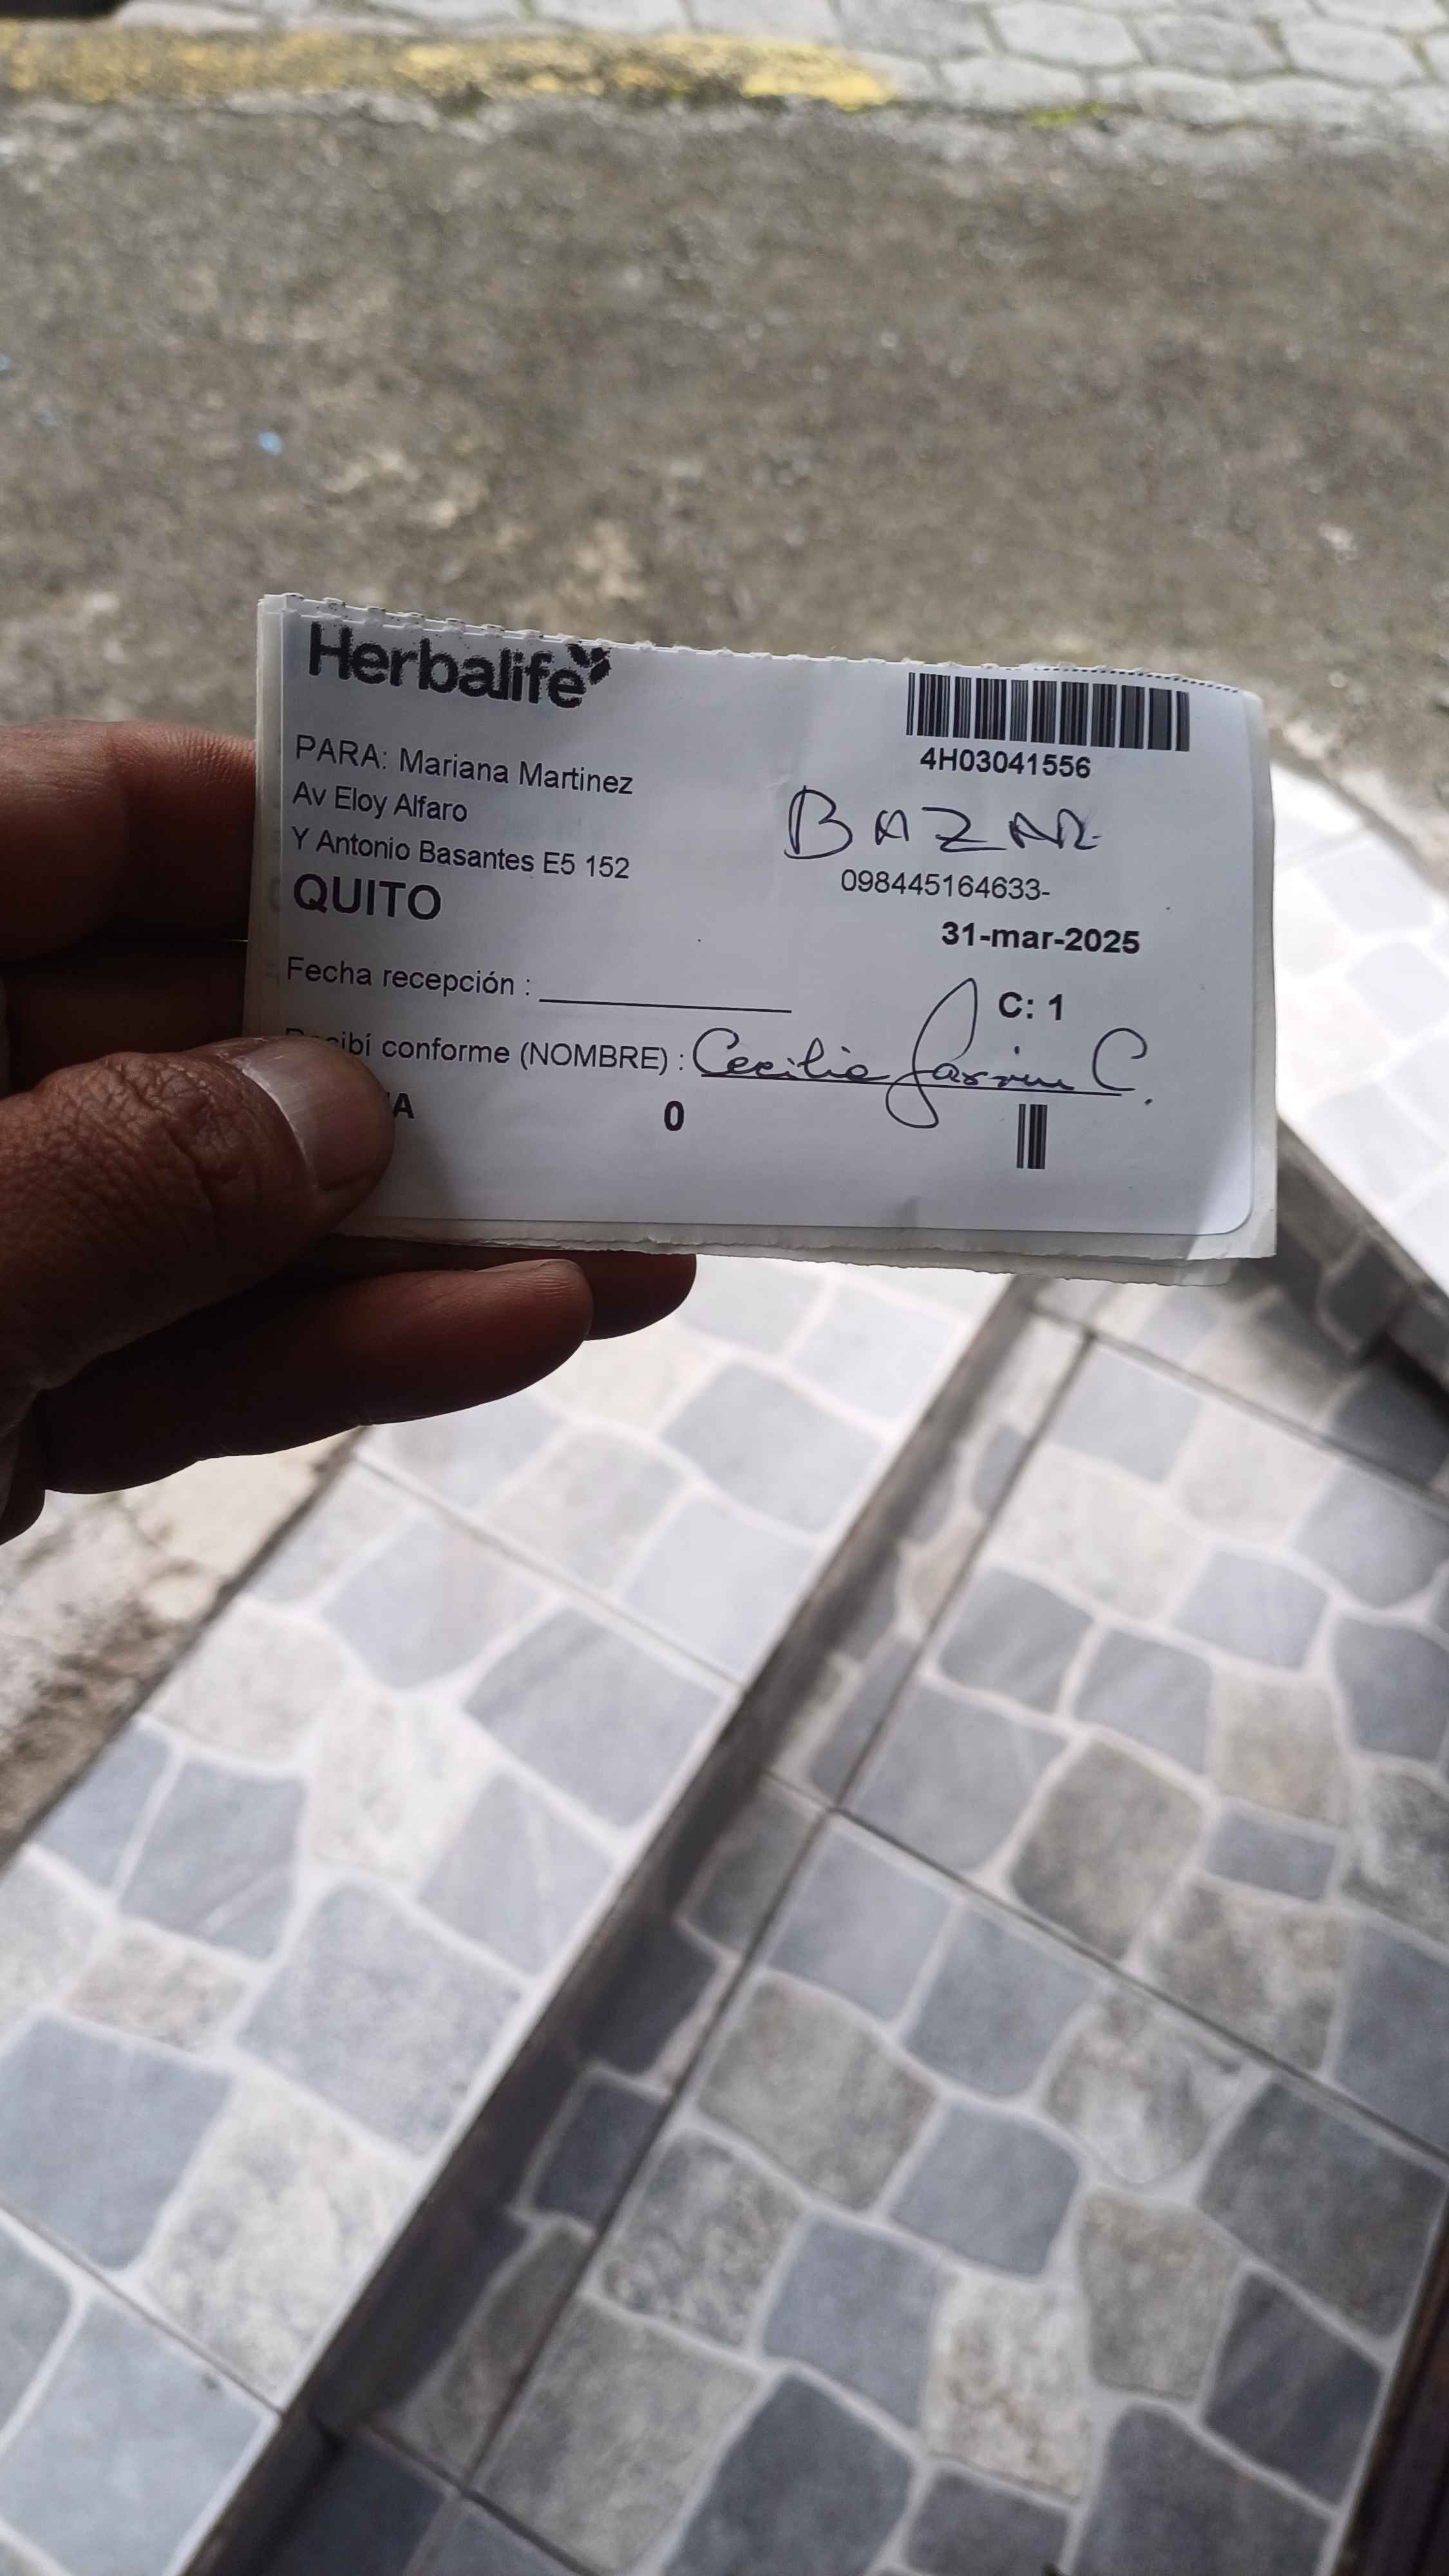 Herbalife
4H03041556
PARA: Mariana Martinez
Av Eloy Alfaro
Y Antonio Basantes E5 152
QUITO
BAZAR
098445164633-
31-mar-2025
Fecha recepción :
C: 1
conforme (NOMBRE) : Cecilia C.
0